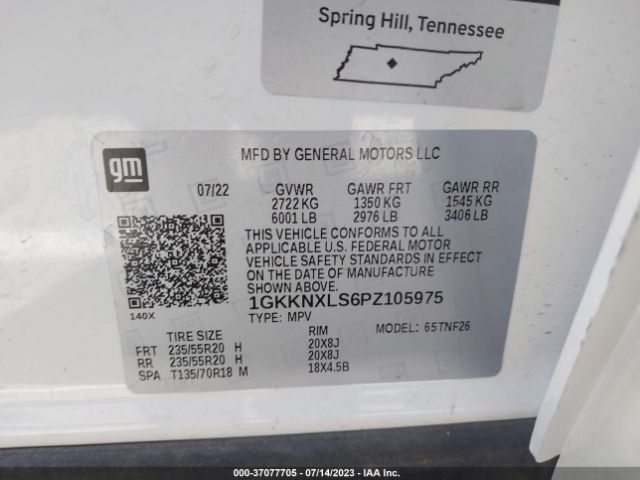 Spring Hill, Tennessee
gm
MFD BY GENERAL MOTORS LLC
07/22 GVWR GAWR FRT GAWR RR
2722 KG 1350 KG 1545 KG
6001 LB 2976 LB 3406 LB
THIS VEHICLE CONFORMS TO ALL
APPLICABLE U.S. FEDERAL MOTOR
VEHICLE SAFETY STANDARDS IN EFFECT
ON THE DATE OF MANUFACTURE
SHOWN ABOVE.
140X
1GKKNXLS6PZ105975
TYPE: MPV MODEL: 65TNF26
TIRE SIZE RIM
FRT 235/55R20 H 20X8J
RR 235/55R20 H 20X8J
SPA T135/70R18 M 18X4.5B
000-37077705 - 07/14/2023 - IAA Inc.